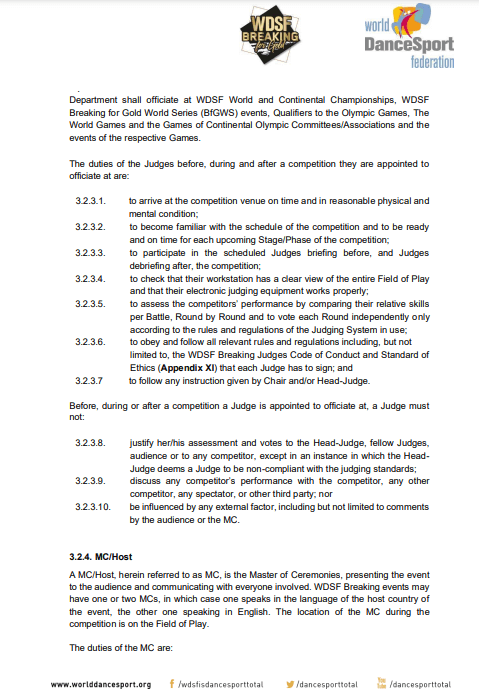 WDSF
BREAKING
for Gold
world
DanceSport
federation
Department shall officiate at WDSF World and Continental Championships, WDSF
Breaking for Gold World Series (BfGWS) events, Qualifiers to the Olympic Games, The
World Games and the Games of Continental Olympic Committees/Associations and the
events of the respective Games.
The duties of the Judges before, during and after a competition they are appointed to
officiate at are:
3.2.3.1. to arrive at the competition venue on time and in reasonable physical and
mental condition;
3.2.3.2. to become familiar with the schedule of the competition and to be ready
and on time for each upcoming Stage/Phase of the competition;
3.2.3.3. to participate in the scheduled Judges briefing before, and Judges
debriefing after, the competition;
3.2.3.4. to check that their workstation has a clear view of the entire Field of Play
and that their electronic judging equipment works properly;
3.2.3.5. to assess the competitors' performance by comparing their relative skills
per Battle, Round by Round and to vote each Round independently only
according to the rules and regulations of the Judging System in use;
3.2.3.6. to obey and follow all relevant rules and regulations including, but not
limited to, the WDSF Breaking Judges Code of Conduct and Standard of
Ethics (Appendix XI) that each Judge has to sign; and
3.2.3.7 to follow any instruction given by Chair and/or Head-Judge.
Before, during or after a competition a Judge is appointed to officiate at, a Judge must
not:
3.2.3.8. justify her/his assessment and votes to the Head-Judge, fellow Judges,
audience or to any competitor, except in an instance in which the Head-
Judge deems a Judge to be non-compliant with the judging standards;
3.2.3.9. discuss any competitor's performance with the competitor, any other
competitor, any spectator, or other third party; nor
3.2.3.10. be influenced by any external factor, including but not limited to comments
by the audience or the MC.
3.2.4. MC/Host
A MC/Host, herein referred to as MC, is the Master of Ceremonies, presenting the event
to the audience and communicating with everyone involved. WDSF Breaking events may
have one or two MCs, in which case one speaks in the language of the host country of
the event, the other one speaking in English. The location of the MC during the
competition is on the Field of Play.
The duties of the MC are:
www.worlddancesport.org f /wdsfisdancesporttotal /dancesporttotal You Tube /dancesporttotal